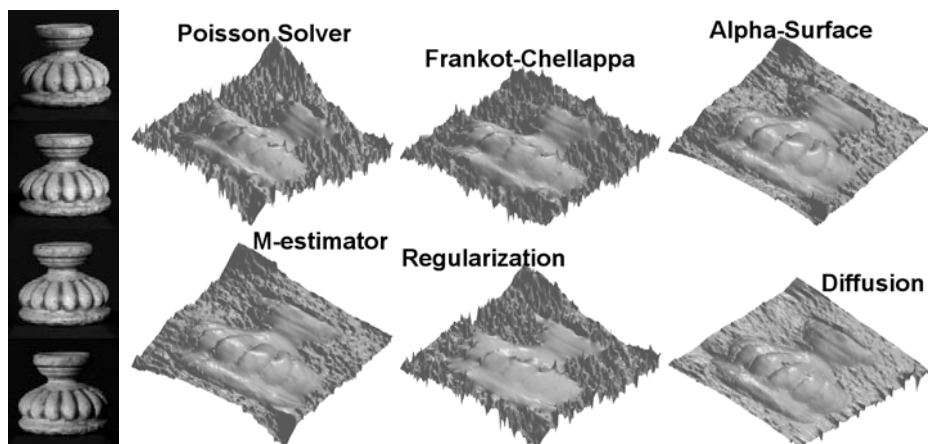 Poisson Solver
Frankot-Chellappa
Alpha-Surface
M-estimator
Regularization
Diffusion